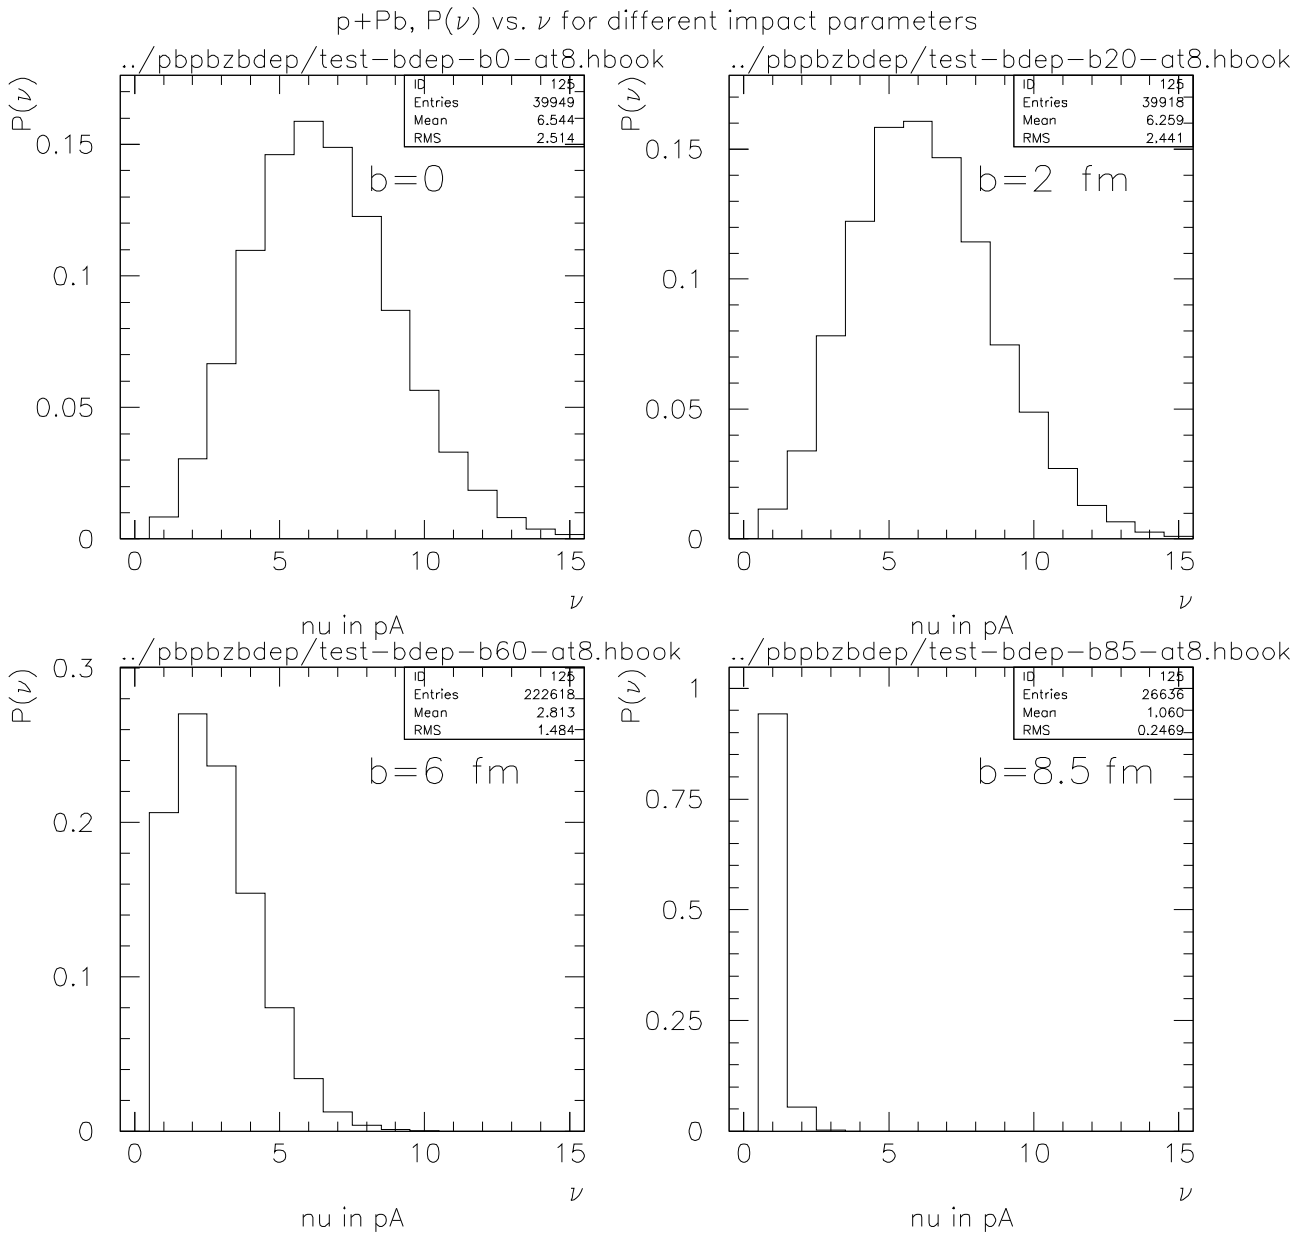 p+Pb, P(ν) vs. ν for different impact parameters
../pbpbzbdep/test-bdep-b0-at8.hbook
P(ν)
ID 125
Entries 39949
Mean 6.544
RMS 2.514
b=0
0.15
0.1
0.05
0
0 5 10 15
ν
nu in pA
../pbpbzbdep/test-bdep-b20-at8.hbook
P(ν)
ID 125
Entries 39918
Mean 6.259
RMS 2.441
b=2 fm
0.15
0.1
0.05
0
0 5 10 15
ν
nu in pA
../pbpbzbdep/test-bdep-b60-at8.hbook
P(ν)
ID 125
Entries 222618
Mean 2.813
RMS 1.484
b=6 fm
0.3
0.2
0.1
0
0 5 10 15
ν
nu in pA
../pbpbzbdep/test-bdep-b85-at8.hbook
P(ν)
ID 125
Entries 26636
Mean 1.060
RMS 0.2469
b=8.5 fm
1
0.75
0.5
0.25
0
0 5 10 15
ν
nu in pA